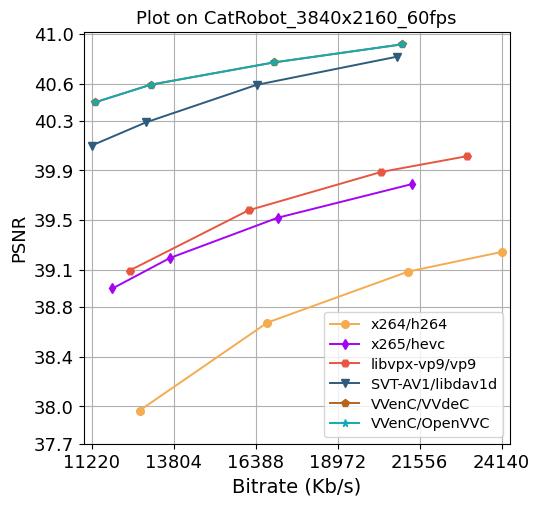 Plot on CatRobot_3840x2160_60fps
41.0
40.6
40.3
39.9
39.5
39.1
38.8
38.4
38.0
37.7
PSNR
x264/h264
x265/hevc
libvpx-vp9/vp9
SVT-AV1/libdav1d
VVenC/VVdeC
VVenC/OpenVVC
11220 13804 16388 18972 21556 24140
Bitrate (Kb/s)